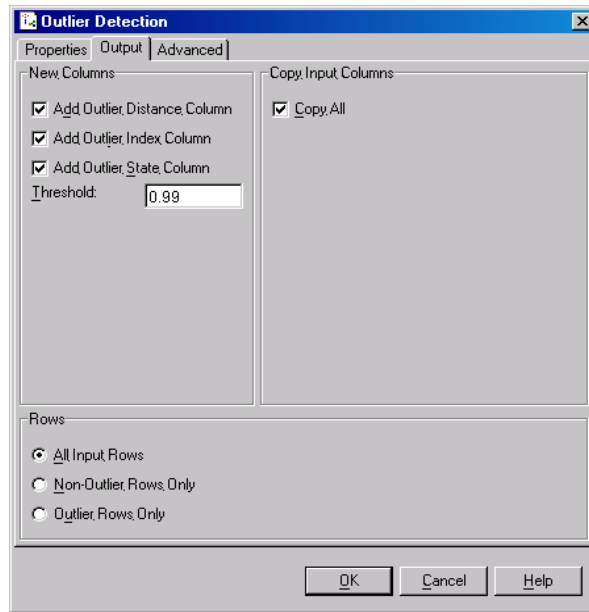 Outlier Detection
Properties Output Advanced
New Columns
Add Outlier Distance Column
Add Outlier Index Column
Add Outlier State Column
Threshold: 0.99
Copy Input Columns
Copy All
Rows
All Input Rows
Non-Outlier Rows Only
Outlier Rows Only
OK Cancel Help